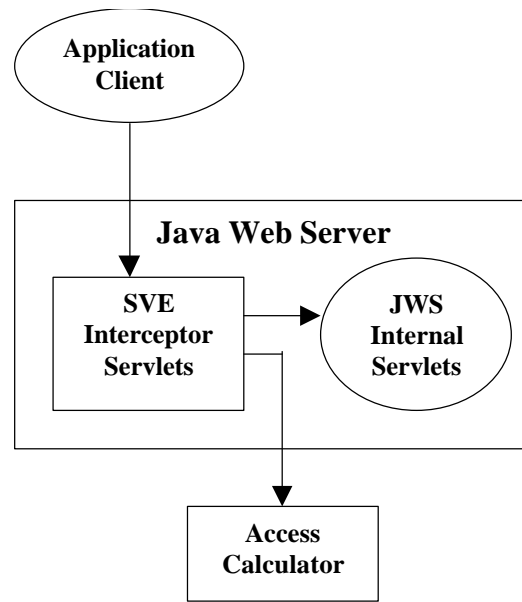 Application
Client
Java Web Server
SVE
Interceptor
Servlets
JWS
Internal
Servlets
Access
Calculator